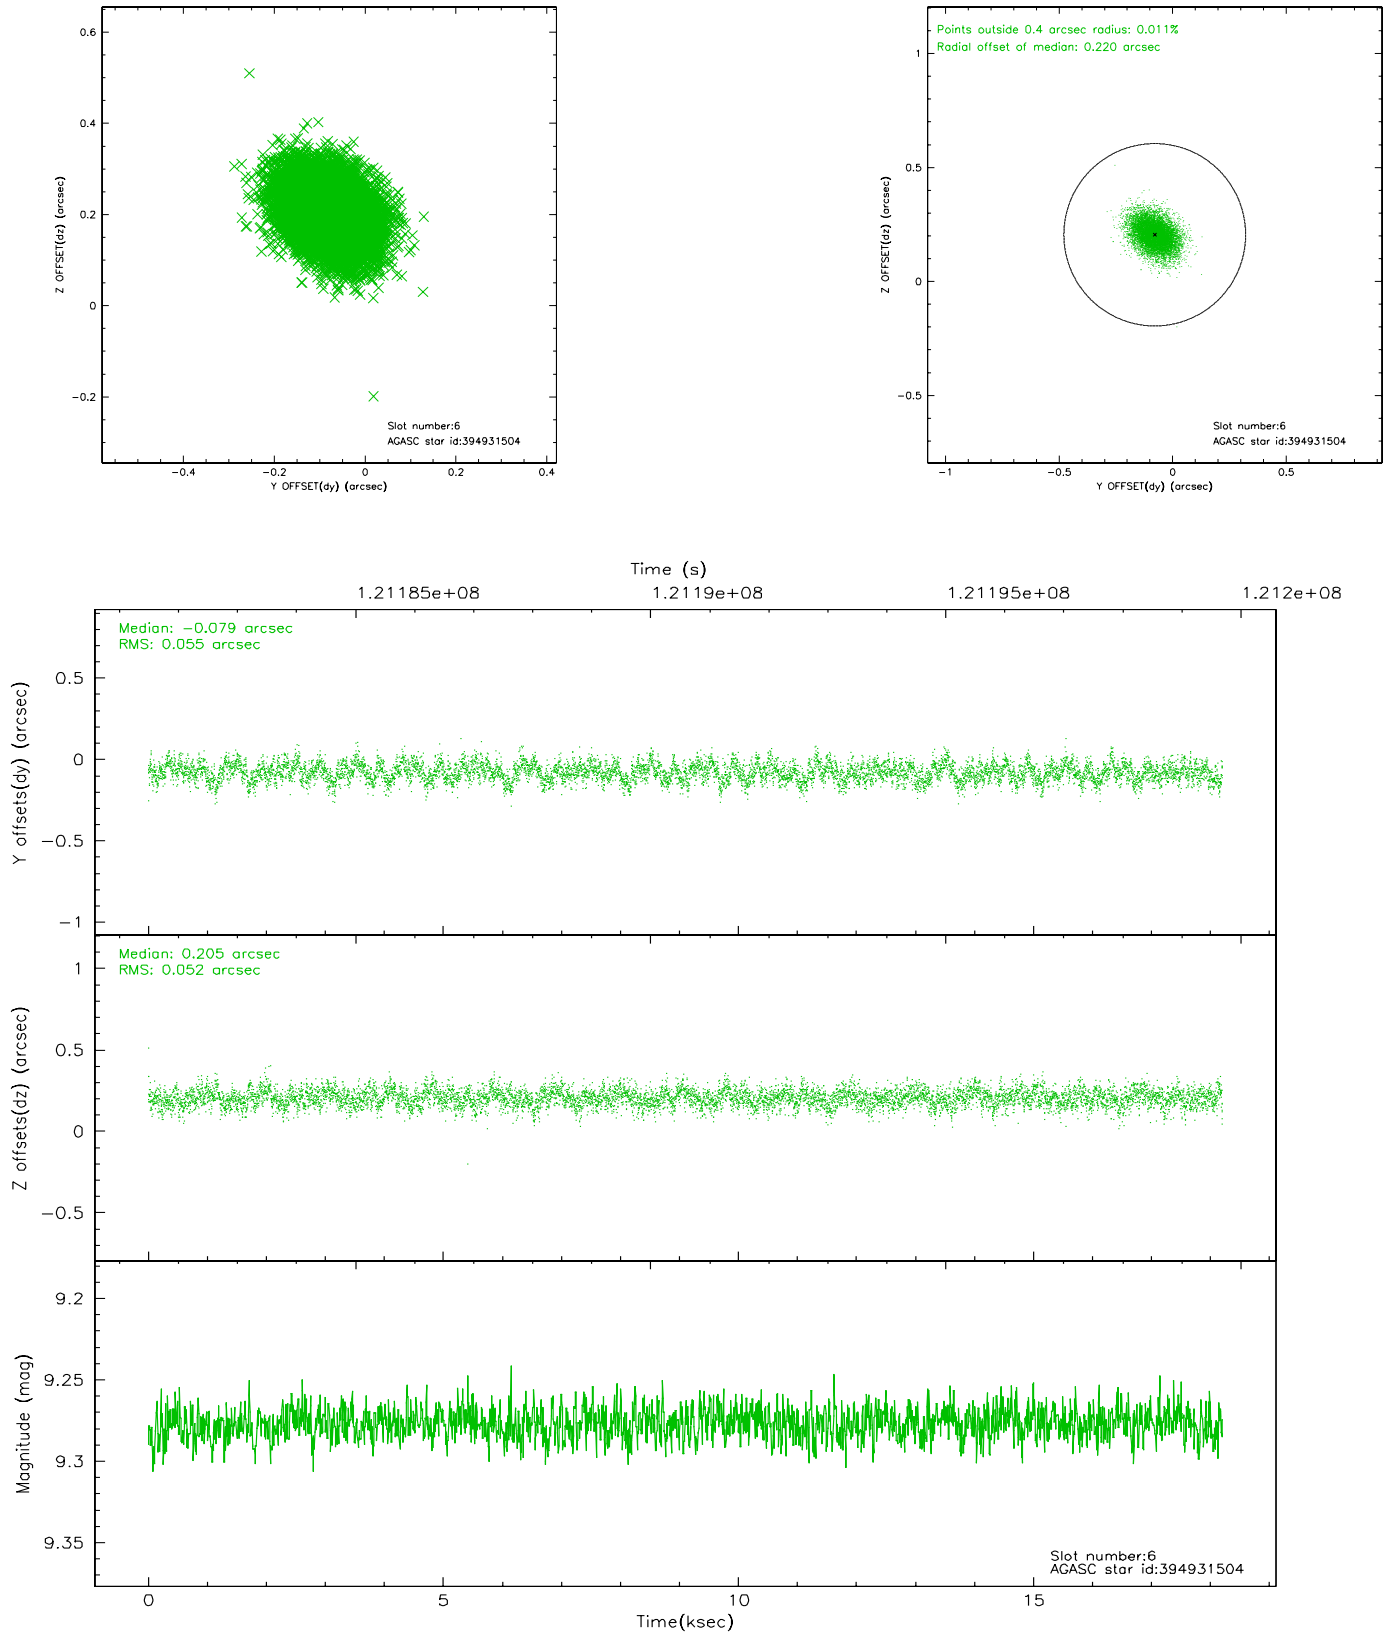 0.6
0.4
0.2
0
−0.2
Z OFFSET(dz) (arcsec)
Slot number:6
AGASC star id:394931504
−0.4
−0.2
0
0.2
0.4
Y OFFSET(dy) (arcsec)
Points outside 0.4 arcsec radius: 0.011%
Radial offset of median: 0.220 arcsec
1
0.5
0
−0.5
Z OFFSET(dz) (arcsec)
Slot number:6
AGASC star id:394931504
−1
−0.5
0
0.5
Y OFFSET(dy) (arcsec)
Time (s)
1.21185e+08
1.2119e+08
1.21195e+08
1.212e+08
Median: −0.079 arcsec
RMS: 0.055 arcsec
0.5
0
−0.5
−1
Y offsets(dy) (arcsec)
Median: 0.205 arcsec
RMS: 0.052 arcsec
1
0.5
0
−0.5
Z offsets(dz) (arcsec)
9.2
9.25
9.3
9.35
Magnitude (mag)
Slot number:6
AGASC star id:394931504
0
5
10
15
Time(ksec)